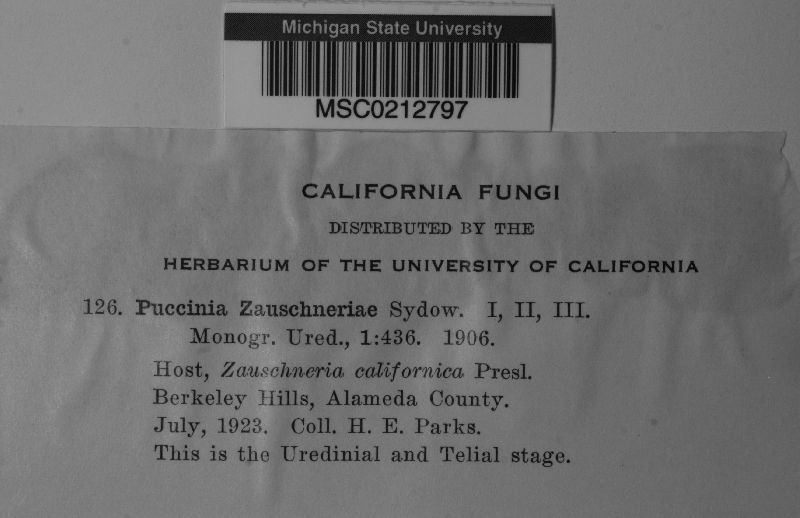 Michigan State University
MSC0212797
CALIFORNIA FUNGI
DISTRIBUTED BY THE
HERBARIUM OF THE UNIVERSITY OF CALIFORNIA
126. Puccinia Zauschneriae Sydow. I, II, III.
Monogr. Ured., 1:436. 1906.
Host, Zauschneria californica Presl.
Berkeley Hills, Alameda County.
July, 1923. Coll. H. E. Parks.
This is the Uredinial and Telial stage.